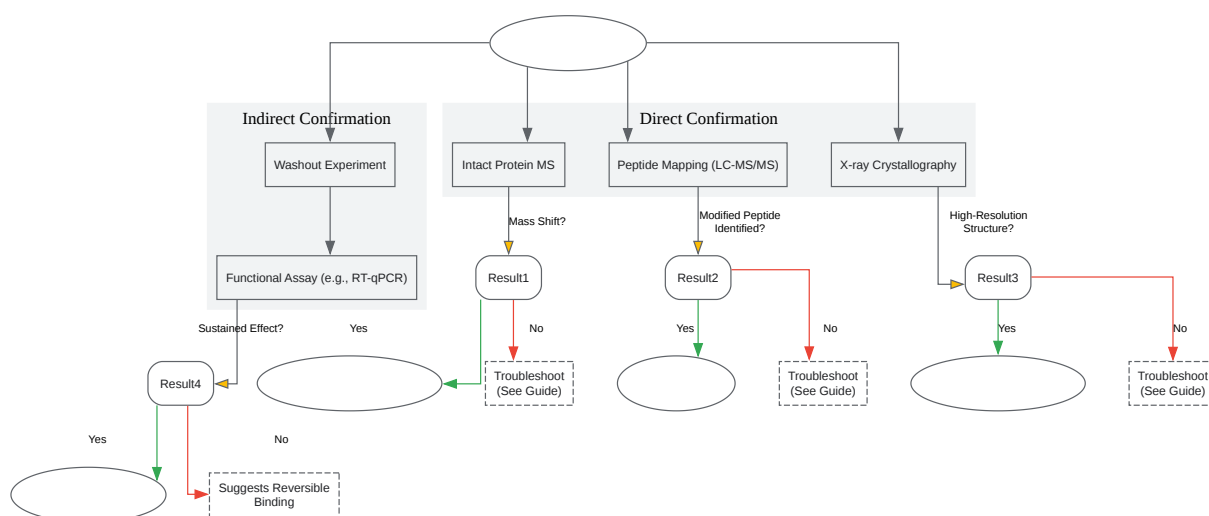 Indirect Confirmation
Direct Confirmation
Washout Experiment
Intact Protein MS
Peptide Mapping (LC-MS/MS)
X-ray Crystallography
Mass Shift?
Modified Peptide
Identified?
High-Resolution
Structure?
Functional Assay (e.g., RT-qPCR)
Result1
Result2
Result3
Sustained Effect?
Yes
No
Yes
No
Yes
No
Result4
Troubleshoot
(See Guide)
Troubleshoot
(See Guide)
Troubleshoot
(See Guide)
Yes
No
Suggests Reversible
Binding